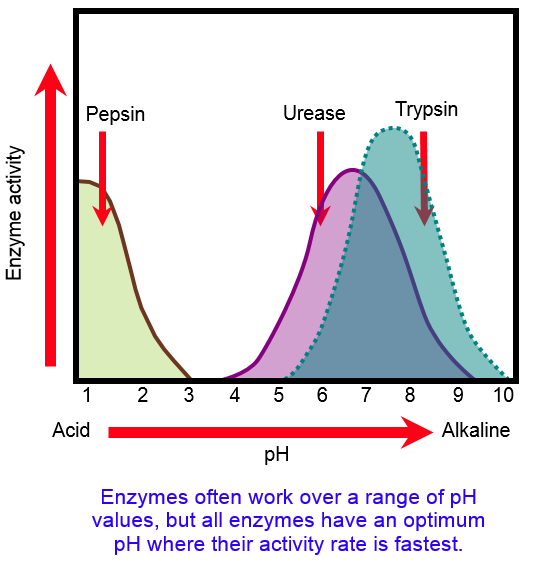 Pepsin
Urease
Trypsin
Enzyme activity
1 2 3 4 5 6 7 8 9 10
Acid
Alkaline
pH
Enzymes often work over a range of pH
values, but all enzymes have an optimum
pH where their activity rate is fastest.